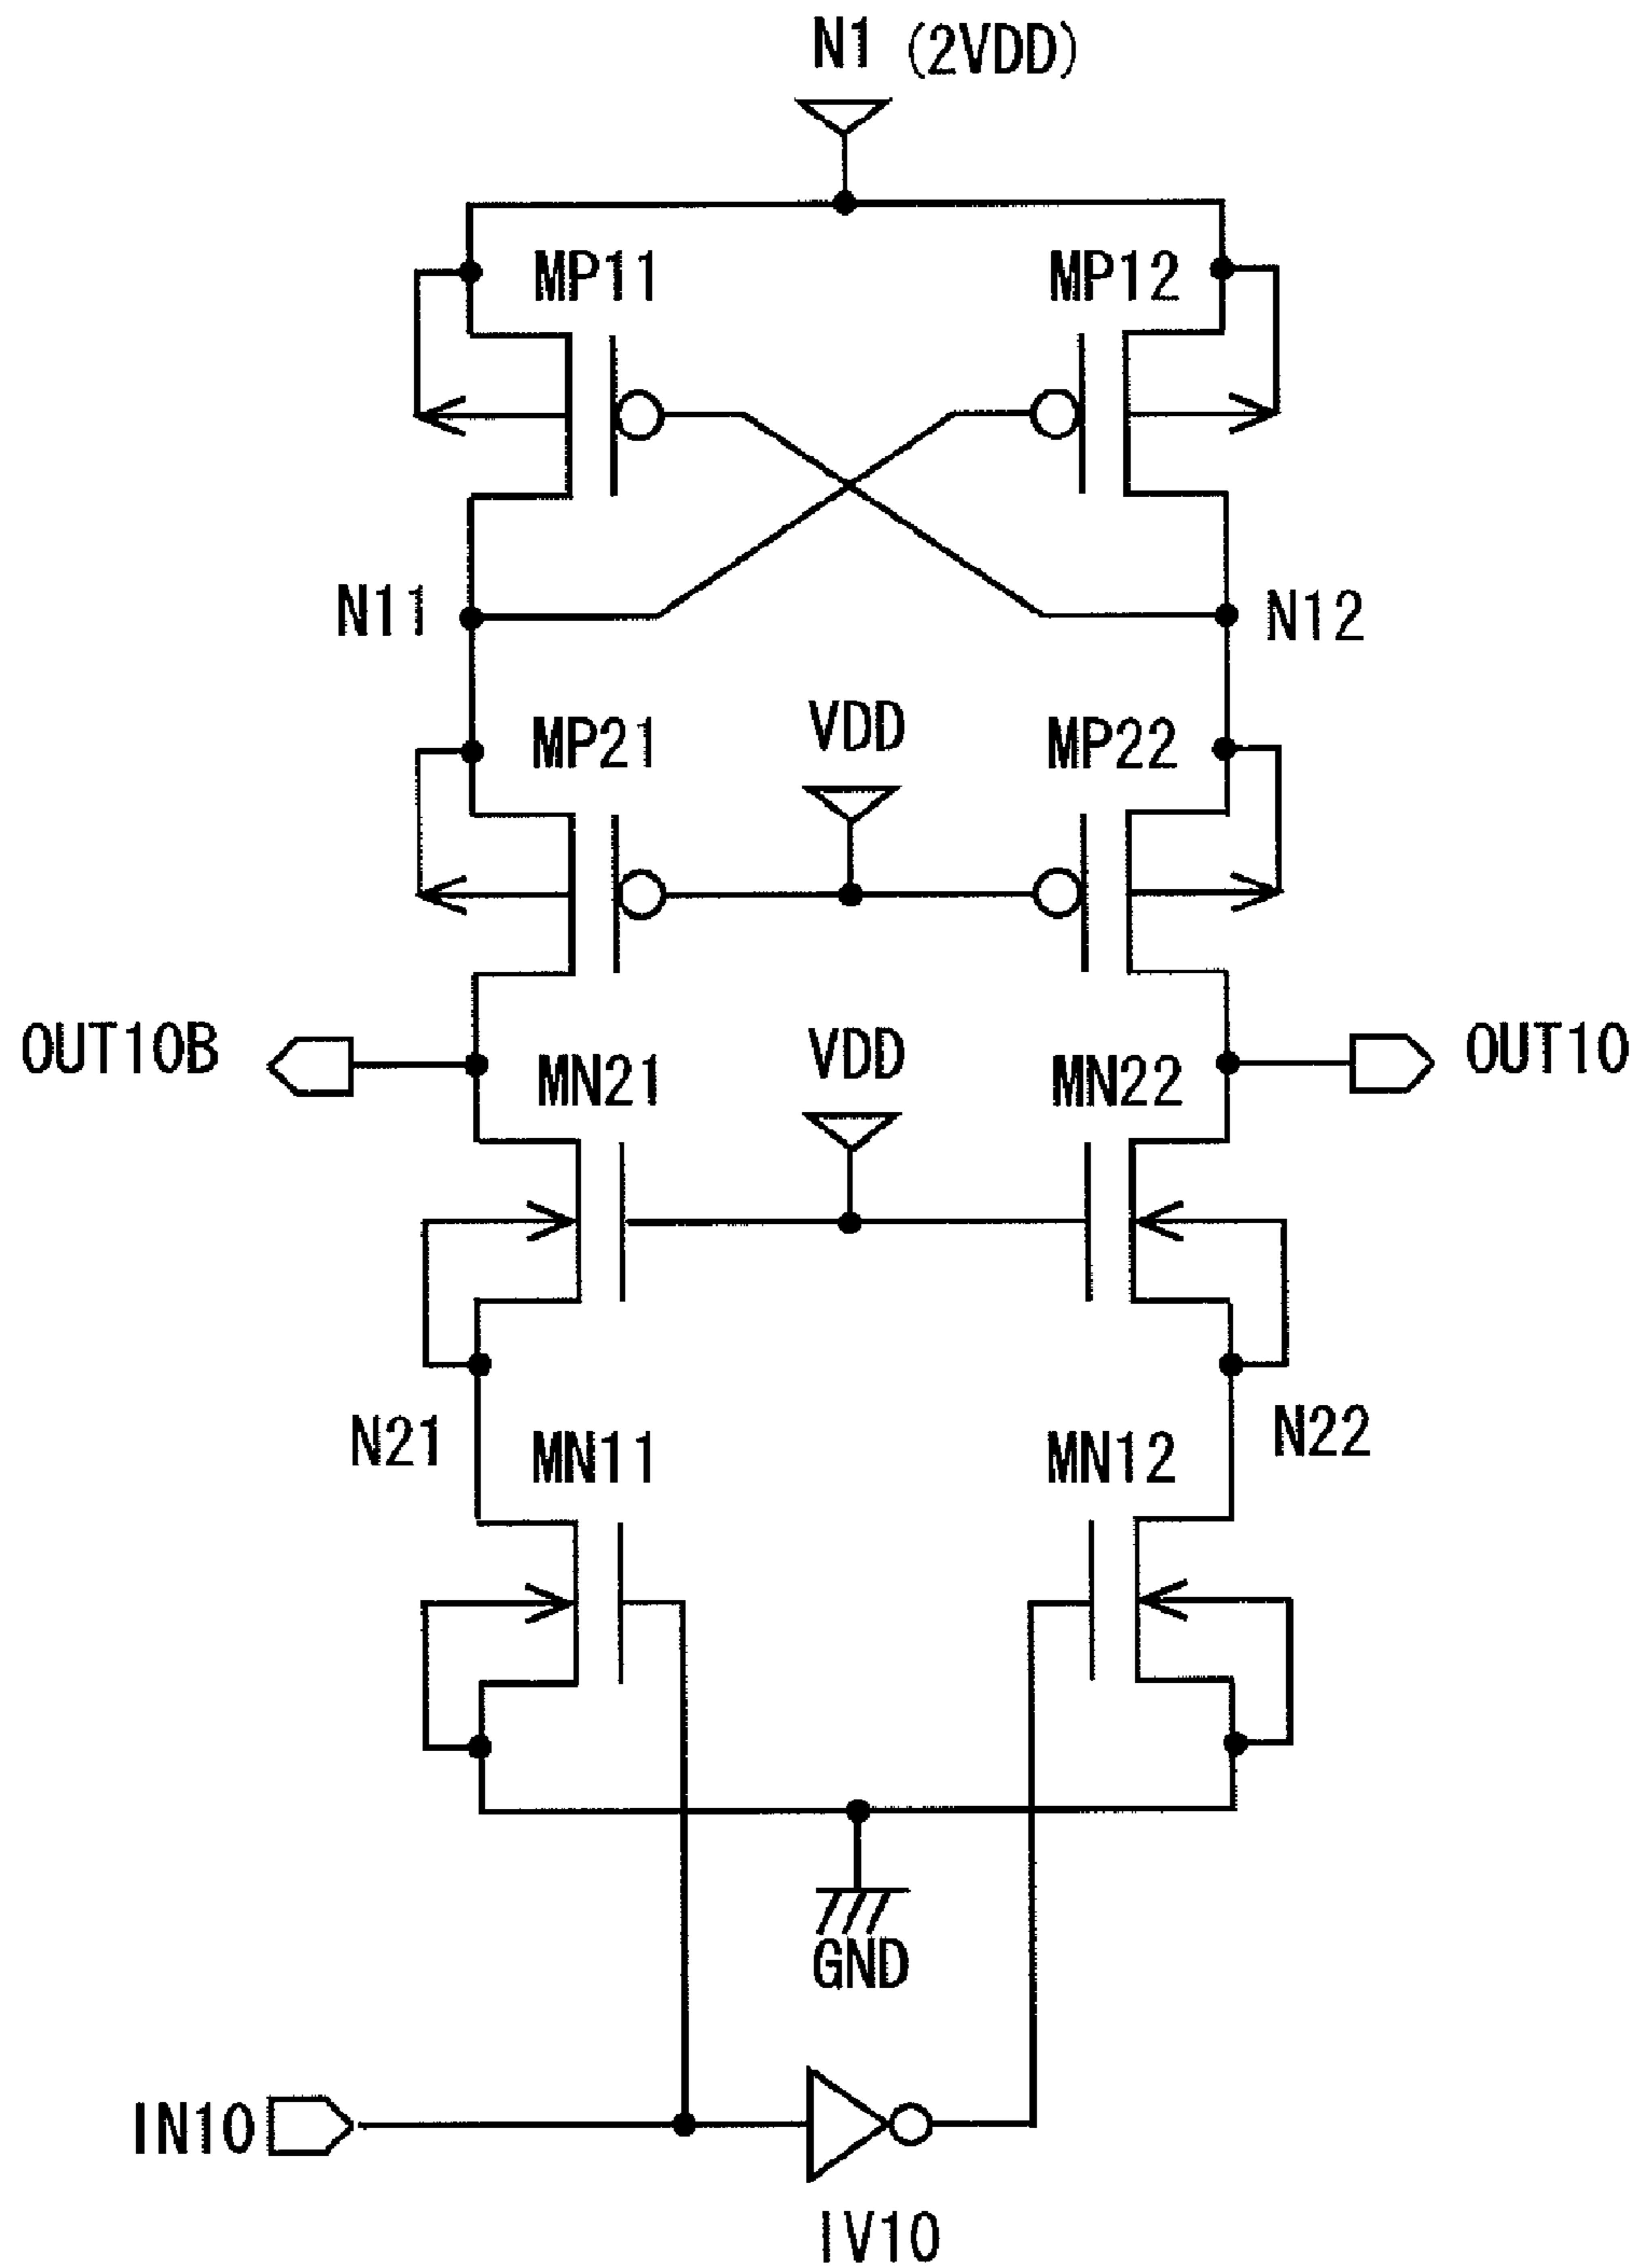 N1 (2VDD)
MP11
MP12
N11
N12
MP21
VDD
MP22
OUT10B
MN21
VDD
MN22
OUT10
N21
MN11
MN12
N22
GND
IN10
IV10